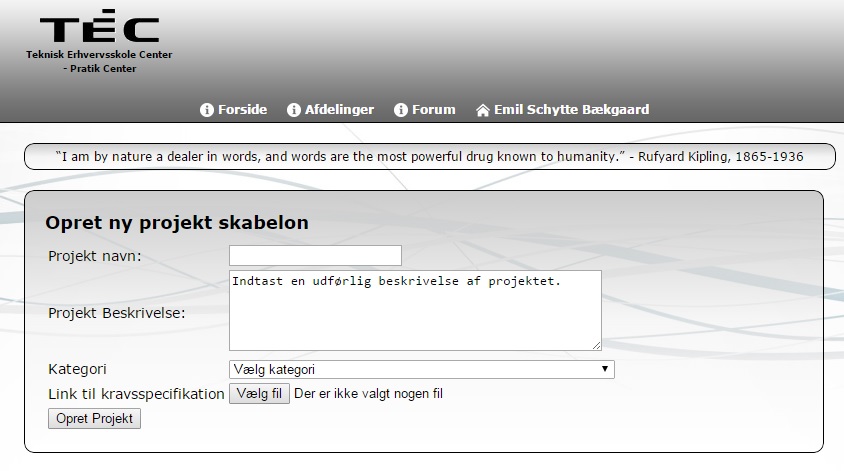 TÉC
Teknisk Erhvervsskole Center
- Pratik Center
Forside Afdelinger Forum Emil Schytte Bækgaard
“I am by nature a dealer in words, and words are the most powerful drug known to humanity.” - Rufyard Kipling, 1865-1936
Opret ny projekt skabelon
Projekt navn:
Indtast en udførlig beskrivelse af projektet.
Projekt Beskrivelse:
Kategori Vælg kategori
Link til kravsspecifikation Vælg fil Der er ikke valgt nogen fil
Opret Projekt